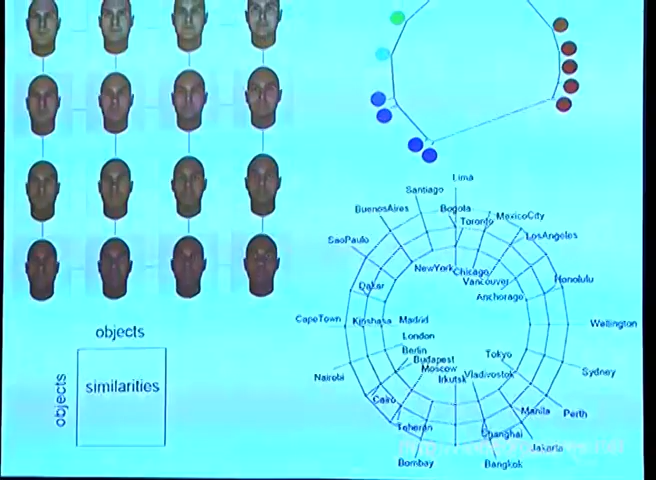 Lima
Santiago
Bogota
Toronto
MexicoCity
BuenosAires
LosAngeles
SaoPaulo
NewYork
Chicago
Vancouver
Honolulu
Dakar
Anchorage
CapeTown
Kinshasa
Madrid
Wellington
objects
London
Berlin
Budapest
Tokyo
Moscow
Nairobi
Irkutsk
Vladivostok
Sydney
objects
similarities
Cairo
Manila
Perth
Teheran
Shanghai
Jakarta
Bombay
Bangkok